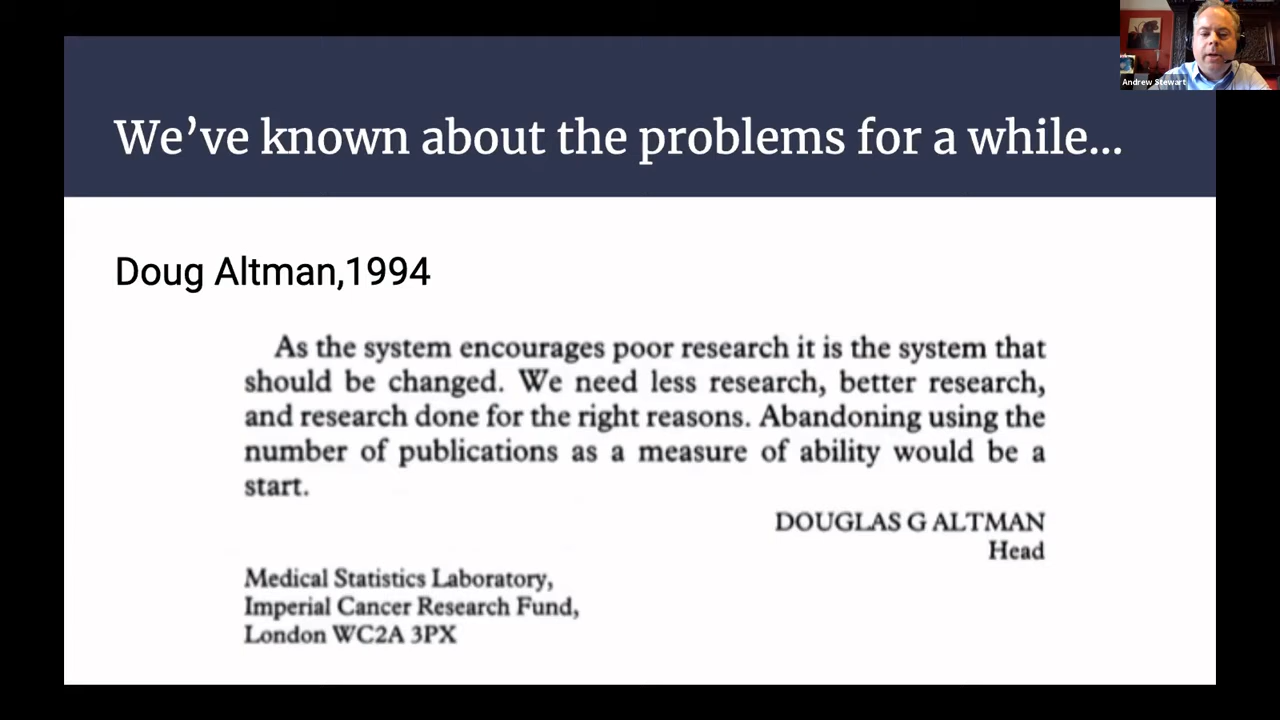 Andrew Stewart
We've known about the problems for a while...
Doug Altman,1994
As the system encourages poor research it is the system that
should be changed. We need less research, better research,
and research done for the right reasons. Abandoning using the
number of publications as a measure of ability would be a
start.
DOUGLAS G ALTMAN
Head
Medical Statistics Laboratory,
Imperial Cancer Research Fund,
London WC2A 3PX